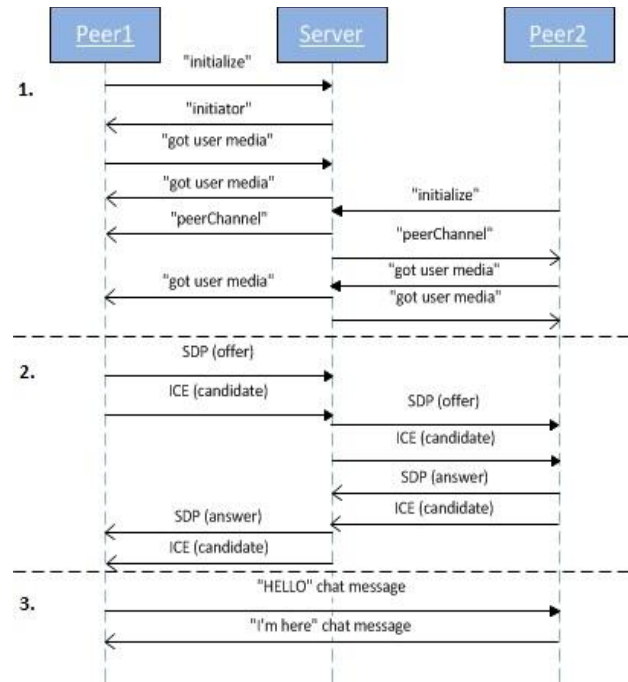 Peer1
Server
Peer2
"initialize"
1.
"initiator"
"got user media"
"got user media"
"initialize"
"peerChannel"
"peerChannel"
"got user media"
"got user media"
"got user media"
SDP (offer)
2.
ICE (candidate)
SDP (offer)
ICE (candidate)
SDP (answer)
ICE (candidate)
SDP (answer)
ICE (candidate)
3.
"HELLO" chat message
"I'm here" chat message